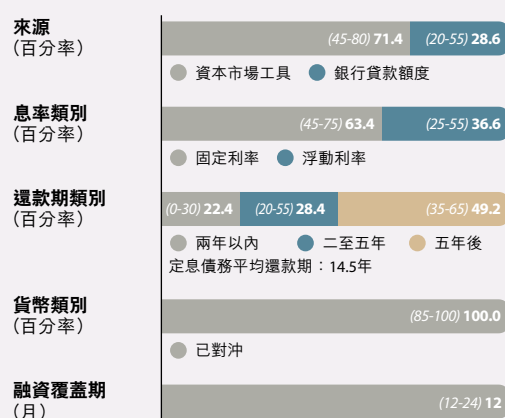 來源
(百分率)
(45-80) 71.4 (20-55) 28.6
資本市場工具 銀行貸款額度
息率類別
(百分率)
(45-75) 63.4 (25-55) 36.6
固定利率 浮動利率
還款期類別
(百分率)
(0-30) 22.4 (20-55) 28.4 (35-65) 49.2
兩年以內 二至五年 五年後
定息債務平均還款期：14.5年
貨幣類別
(百分率)
(85-100) 100.0
已對沖
融資覆蓋期
(月)
(12-24) 12